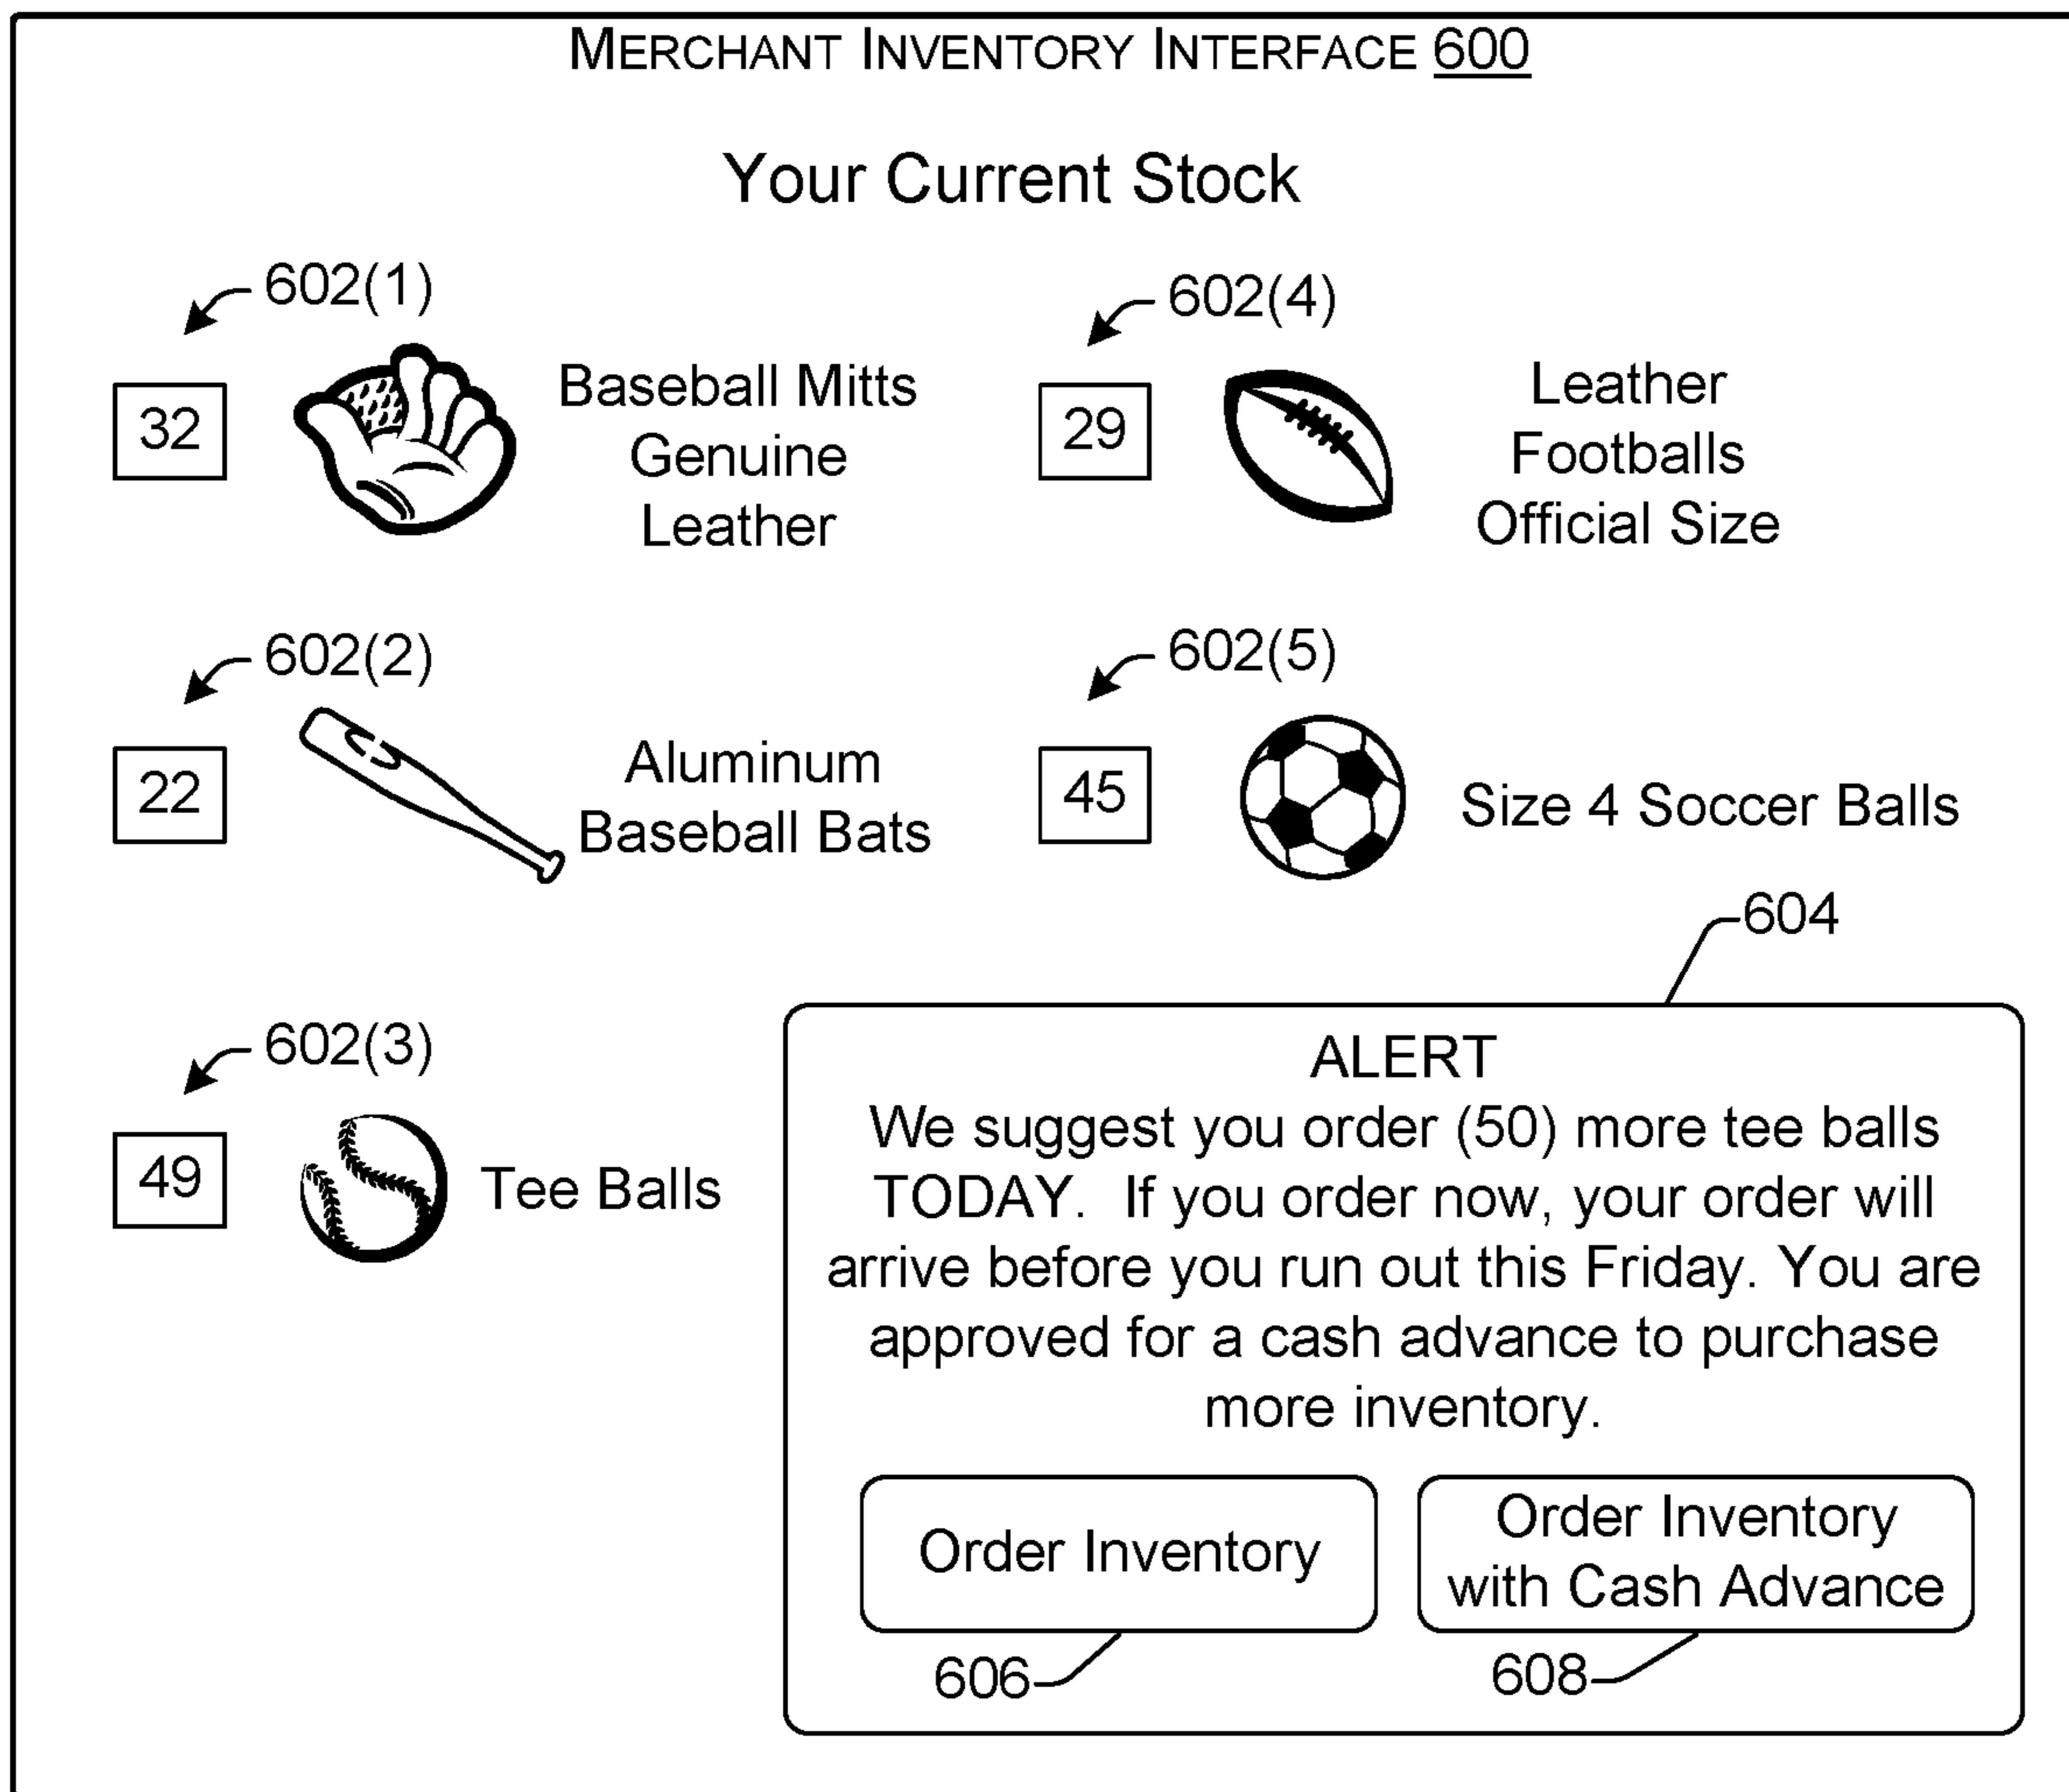 MERCHANT INVENTORY INTERFACE 600
Your Current Stock
602(1)
32
Baseball Mitts
Genuine
Leather
602(4)
29
Leather
Footballs
Official Size
602(2)
22
Aluminum
Baseball Bats
602(5)
45
Size 4 Soccer Balls
602(3)
49
Tee Balls
604
ALERT
We suggest you order (50) more tee balls
TODAY. If you order now, your order will
arrive before you run out this Friday. You are
approved for a cash advance to purchase
more inventory.
Order Inventory
Order Inventory
with Cash Advance
606
608